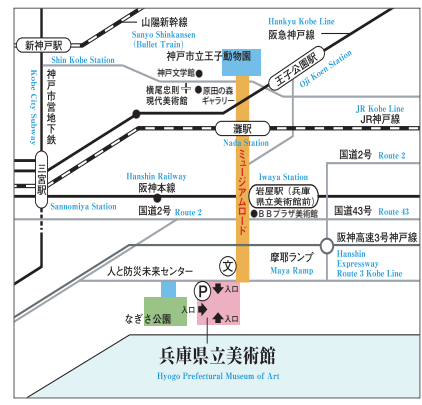 山陽新幹線
Sanyo Shinkansen
(Bullet Train)
Hankyu Kobe Line
阪急神戸線
新神戸駅
Shin Kobe Station
神戸市立王子動物園
神戸文学館
王子公園駅
Oji Koen Station
Kobe City Subway
神戸市営地下鉄
横尾忠則
現代美術館
原田の森
ギャラリー
JR Kobe Line
JR神戸線
灘駅
Nada Station
三宮駅
Sannomiya Station
ミュージアムロード
国道2号 Route 2
Hanshin Railway
阪神本線
Iwaya Station
岩屋駅（兵庫
県立美術館前）
BBプラザ美術館
国道2号 Route 2
国道43号 Route 43
阪神高速3号神戸線
Hanshin
Expressway
Route 3 Kobe Line
摩耶ランプ
Maya Ramp
文
人と防災未来センター
P
入口
入口
入口
なぎさ公園
兵庫県立美術館
Hyogo Prefectural Museum of Art